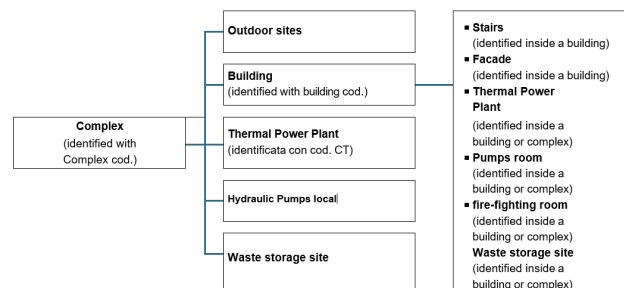 Complex
(identified with
Complex cod.)
Outdoor sites
Building
(identified with building cod.)
Thermal Power Plant
(identificata con cod. CT)
Hydraulic Pumps local
Waste storage site
▪ Stairs
(identified inside a building)
▪ Facade
(identified inside a building)
▪ Thermal Power
Plant
(identified inside a
building or complex)
▪ Pumps room
(identified inside a
building or complex)
▪ fire-fighting room
(identified inside a
building or complex)
Waste storage site
(identified inside a
building or complex)